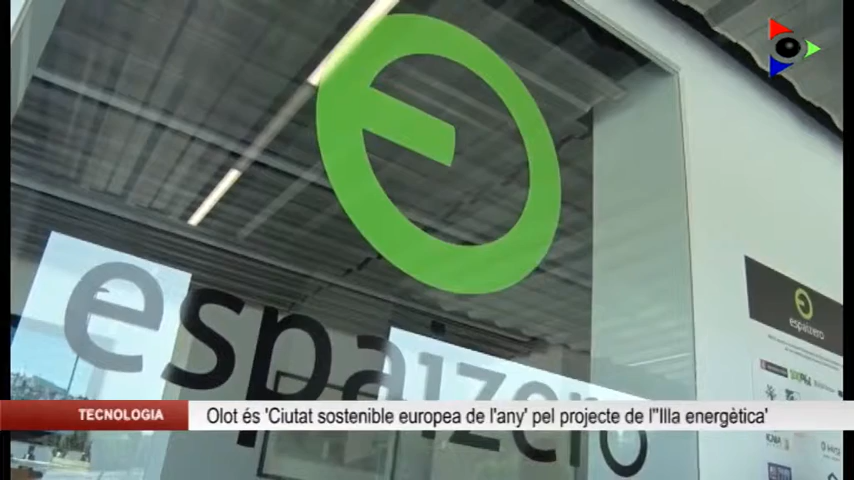 espaizero
espaizero
TECNOLOGIA
Olot és 'Ciutat sostenible europea de l'any' pel projecte de l''Illa energètica'